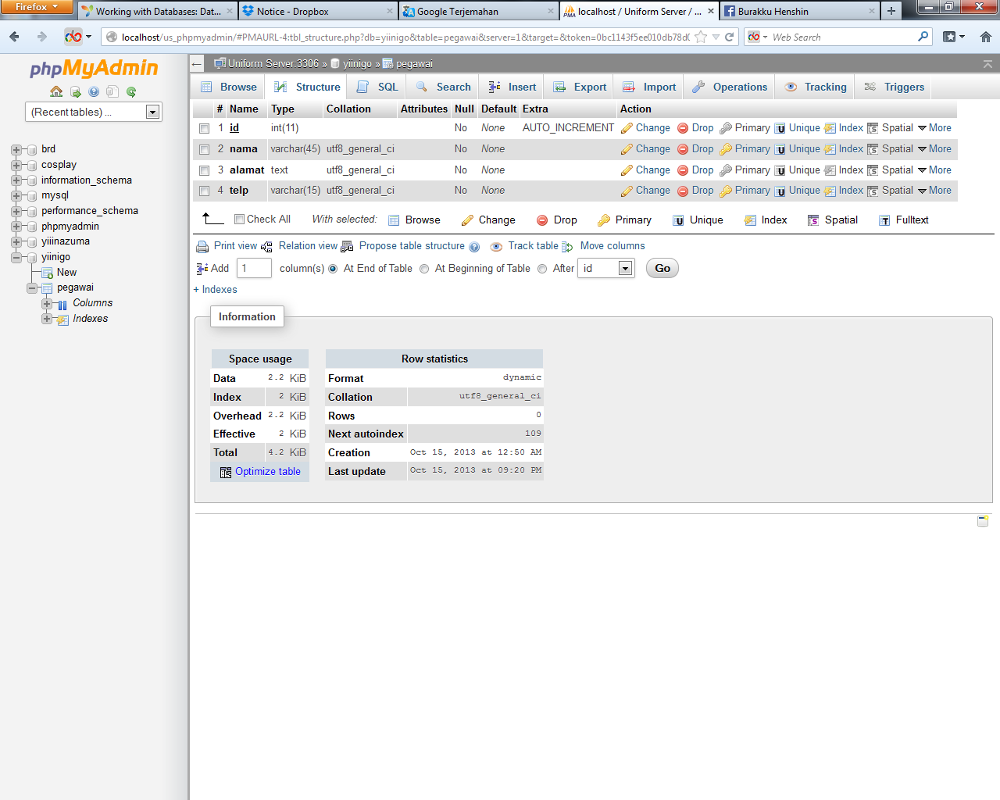 Firefox
Working with Databases: Dat...
Notice - Dropbox
Google Terjemahan
localhost / Uniform Server / ...
Burakku Henshin
localhost/us_phpmyadmin/#PMAURL-4:tbl_structure.php?db=yiinigo&table=pegawai&server=1&target=&token=0bc1143f5ee010db78d0
Web Search
phpMyAdmin
(Recent tables) ...
brd
cosplay
information_schema
mysql
performance_schema
phpmyadmin
yiiinazuma
yiinigo
New
pegawai
Columns
Indexes
Uniform Server:3306 » yiinigo » pegawai
Browse Structure SQL Search Insert Export Import Operations Tracking Triggers
# Name Type Collation Attributes Null Default Extra Action
1 id int(11) No None AUTO_INCREMENT Change Drop Primary Unique Index Spatial More
2 nama varchar(45) utf8_general_ci No None Change Drop Primary Unique Index Spatial More
3 alamat text utf8_general_ci No None Change Drop Primary Unique Index Spatial More
4 telp varchar(15) utf8_general_ci No None Change Drop Primary Unique Index Spatial More
Check All With selected: Browse Change Drop Primary Unique Index Spatial Fulltext
Print view Relation view Propose table structure Track table Move columns
Add 1 column(s) At End of Table At Beginning of Table After id Go
+ Indexes
Information
Space usage
Data 2.2 KiB
Index 2 KiB
Overhead 2.2 KiB
Effective 2 KiB
Total 4.2 KiB
Optimize table
Row statistics
Format dynamic
Collation utf8_general_ci
Rows 0
Next autoindex 109
Creation Oct 15, 2013 at 12:50 AM
Last update Oct 15, 2013 at 09:20 PM